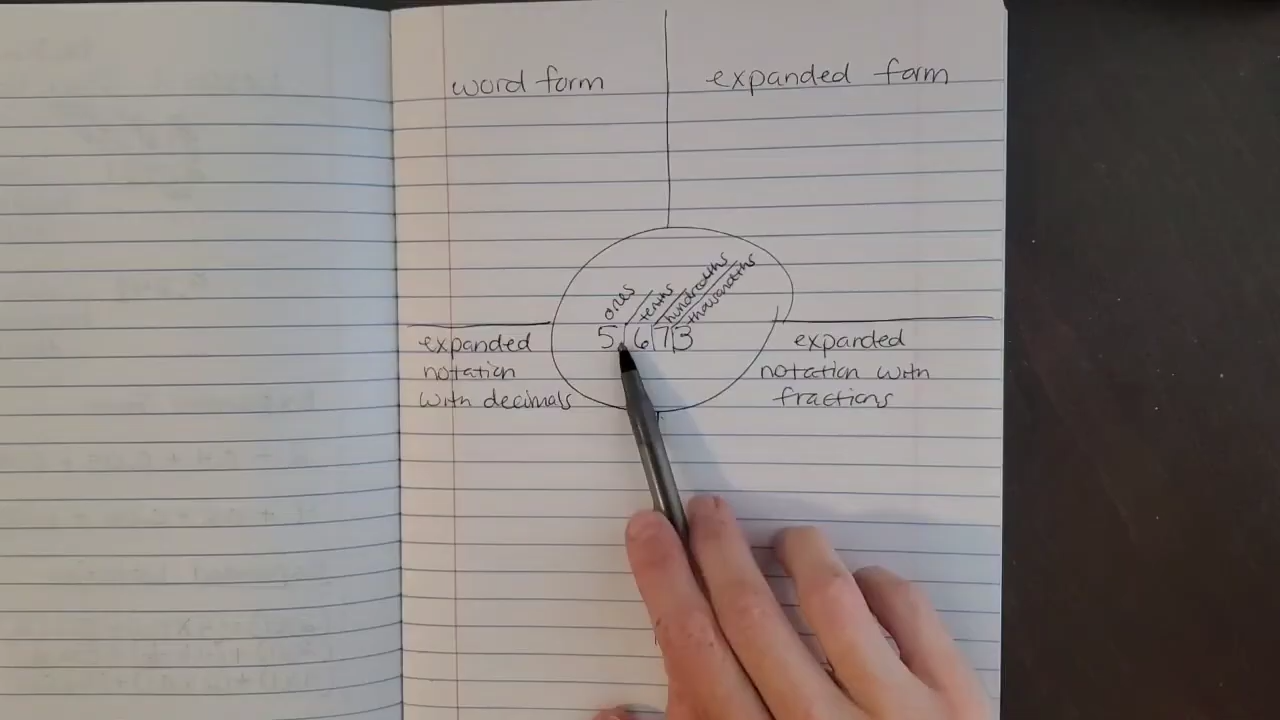 word form
expanded form
ones
tenths
hundredths
thousandths
5.673
expanded
notation
with decimals
expanded
notation with
fractions